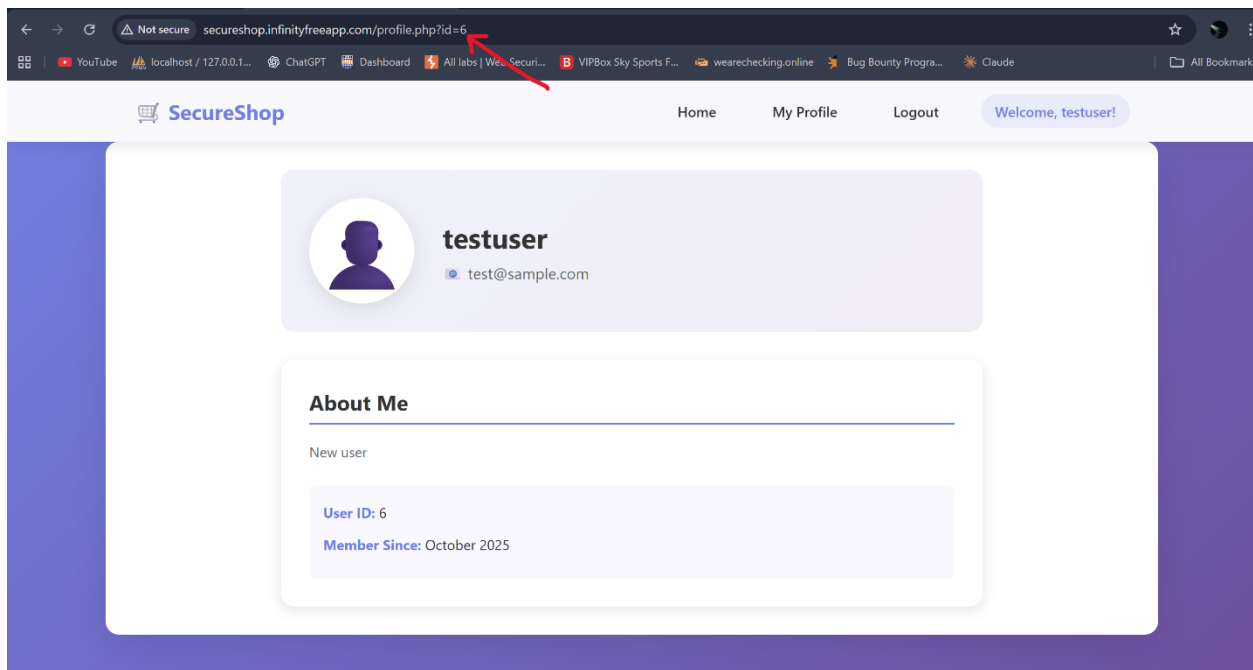 Not secure secureshop.infinityfreeapp.com/profile.php?id=6
YouTube localhost / 127.0.0.1... ChatGPT Dashboard All labs | Web Securi... VIPBox Sky Sports F... wearechecking.online Bug Bounty Progra... Claude All Bookmark
SecureShop Home My Profile Logout Welcome, testuser!
testuser
test@sample.com
About Me
New user
User ID: 6
Member Since: October 2025